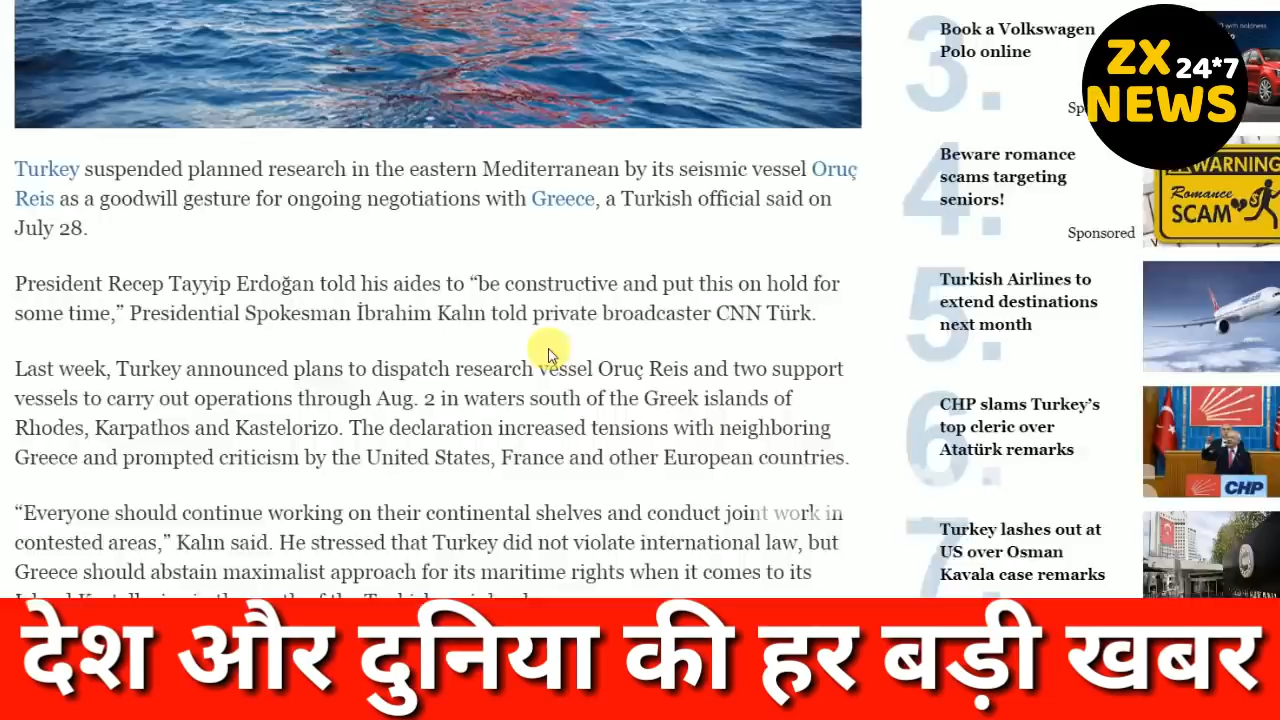 Turkey suspended planned research in the eastern Mediterranean by its seismic vessel Oruç
Reis as a goodwill gesture for ongoing negotiations with Greece, a Turkish official said on
July 28.
President Recep Tayyip Erdoğan told his aides to “be constructive and put this on hold for
some time,” Presidential Spokesman İbrahim Kalın told private broadcaster CNN Türk.
Last week, Turkey announced plans to dispatch research vessel Oruç Reis and two support
vessels to carry out operations through Aug. 2 in waters south of the Greek islands of
Rhodes, Karpathos and Kastelorizo. The declaration increased tensions with neighboring
Greece and prompted criticism by the United States, France and other European countries.
“Everyone should continue working on their continental shelves and conduct joint work in
contested areas,” Kalın said. He stressed that Turkey did not violate international law, but
Greece should abstain maximalist approach for its maritime rights when it comes to its
3.
Book a Volkswagen
Polo online
4.
Beware romance
scams targeting
seniors!
Sponsored
WARNING
Romance
SCAM
5.
Turkish Airlines to
extend destinations
next month
6.
CHP slams Turkey’s
top cleric over
Atatürk remarks
CHP
7.
Turkey lashes out at
US over Osman
Kavala case remarks
ZX 24*7
NEWS
देश और दुनिया की हर बड़ी खबर